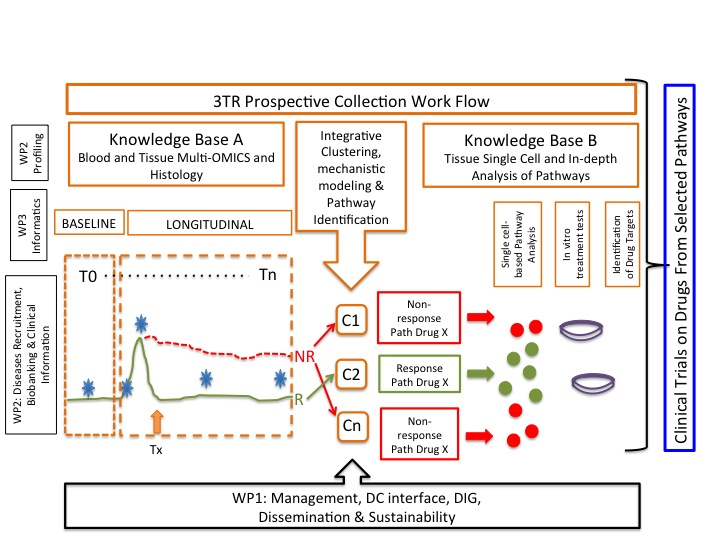 3TR Prospective Collection Work Flow
WP2
Profiling
Knowledge Base A
Blood and Tissue Multi-OMICS and
Histology
Integrative
Clustering,
mechanistic
modeling &
Pathway
Identification
Knowledge Base B
Tissue Single Cell and In-depth
Analysis of Pathways
WP3
Informatics
BASELINE
LONGITUDINAL
Single cell-
based Pathway
Analysis
In vitro
treatment tests
Identification
of Drug Targets
WP2: Diseases Recruitment,
Biobanking & Clinical
Information
T0
Tn
NR
R
Tx
C1
C2
Cn
Non-
response
Path Drug X
Response
Path Drug X
Non-
response
Path Drug X
Clinical Trials on Drugs From Selected Pathways
WP1: Management, DC interface, DIG,
Dissemination & Sustainability